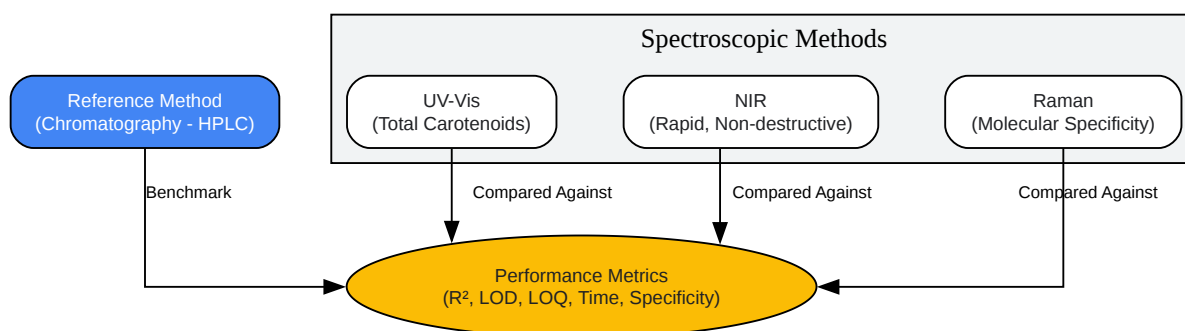 Spectroscopic Methods
Reference Method
(Chromatography - HPLC)
UV-Vis
(Total Carotenoids)
NIR
(Rapid, Non-destructive)
Raman
(Molecular Specificity)
Benchmark
Compared Against
Compared Against
Compared Against
Performance Metrics
(R², LOD, LOQ, Time, Specificity)